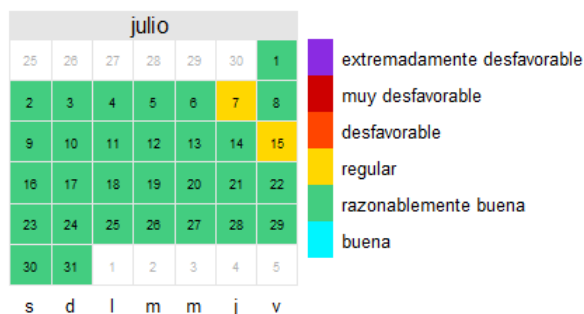 julio
25 26 27 28 29 30 1
2 3 4 5 6 7 8
9 10 11 12 13 14 15
16 17 18 19 20 21 22
23 24 25 26 27 28 29
30 31 1 2 3 4 5
s d l m m j v
extremadamente desfavorable
muy desfavorable
desfavorable
regular
razonablemente buena
buena